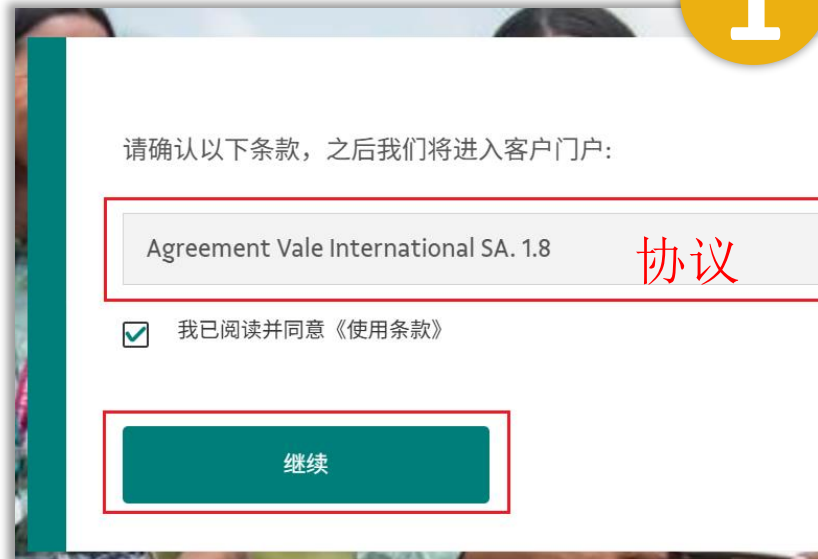 1
请确认以下条款，之后我们将进入客户门户:
Agreement Vale International SA. 1.8 协议
我已阅读并同意《使用条款》
继续